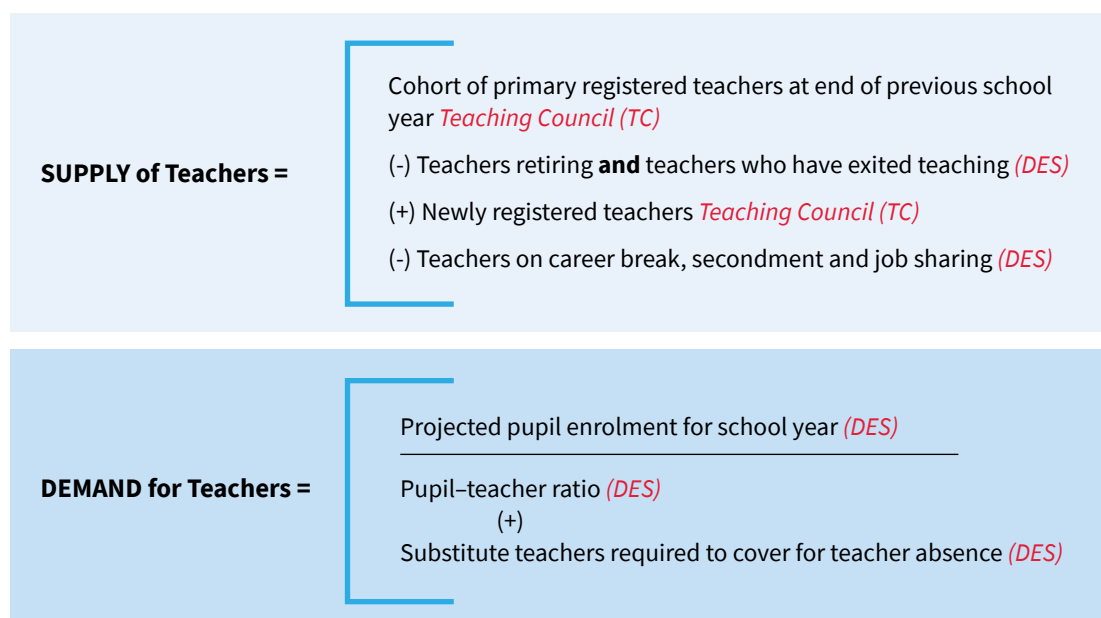 SUPPLY of Teachers =
Cohort of primary registered teachers at end of previous school
year Teaching Council (TC)
(-) Teachers retiring and teachers who have exited teaching (DES)
(+) Newly registered teachers Teaching Council (TC)
(-) Teachers on career break, secondment and job sharing (DES)
DEMAND for Teachers =
Projected pupil enrolment for school year (DES)
Pupil–teacher ratio (DES)
(+)
Substitute teachers required to cover for teacher absence (DES)